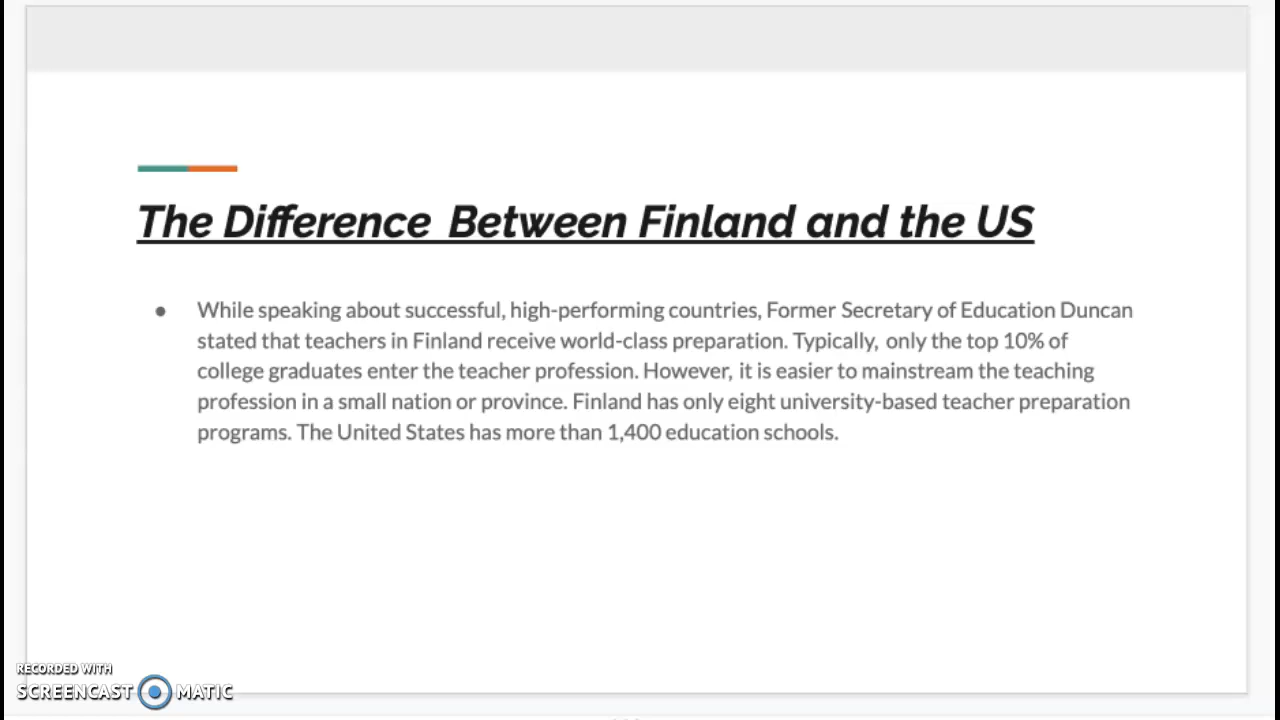 The Difference Between Finland and the US
● While speaking about successful, high-performing countries, Former Secretary of Education Duncan
stated that teachers in Finland receive world-class preparation. Typically, only the top 10% of
college graduates enter the teacher profession. However, it is easier to mainstream the teaching
profession in a small nation or province. Finland has only eight university-based teacher preparation
programs. The United States has more than 1,400 education schools.
RECORDED WITH
SCREENCAST MATIC